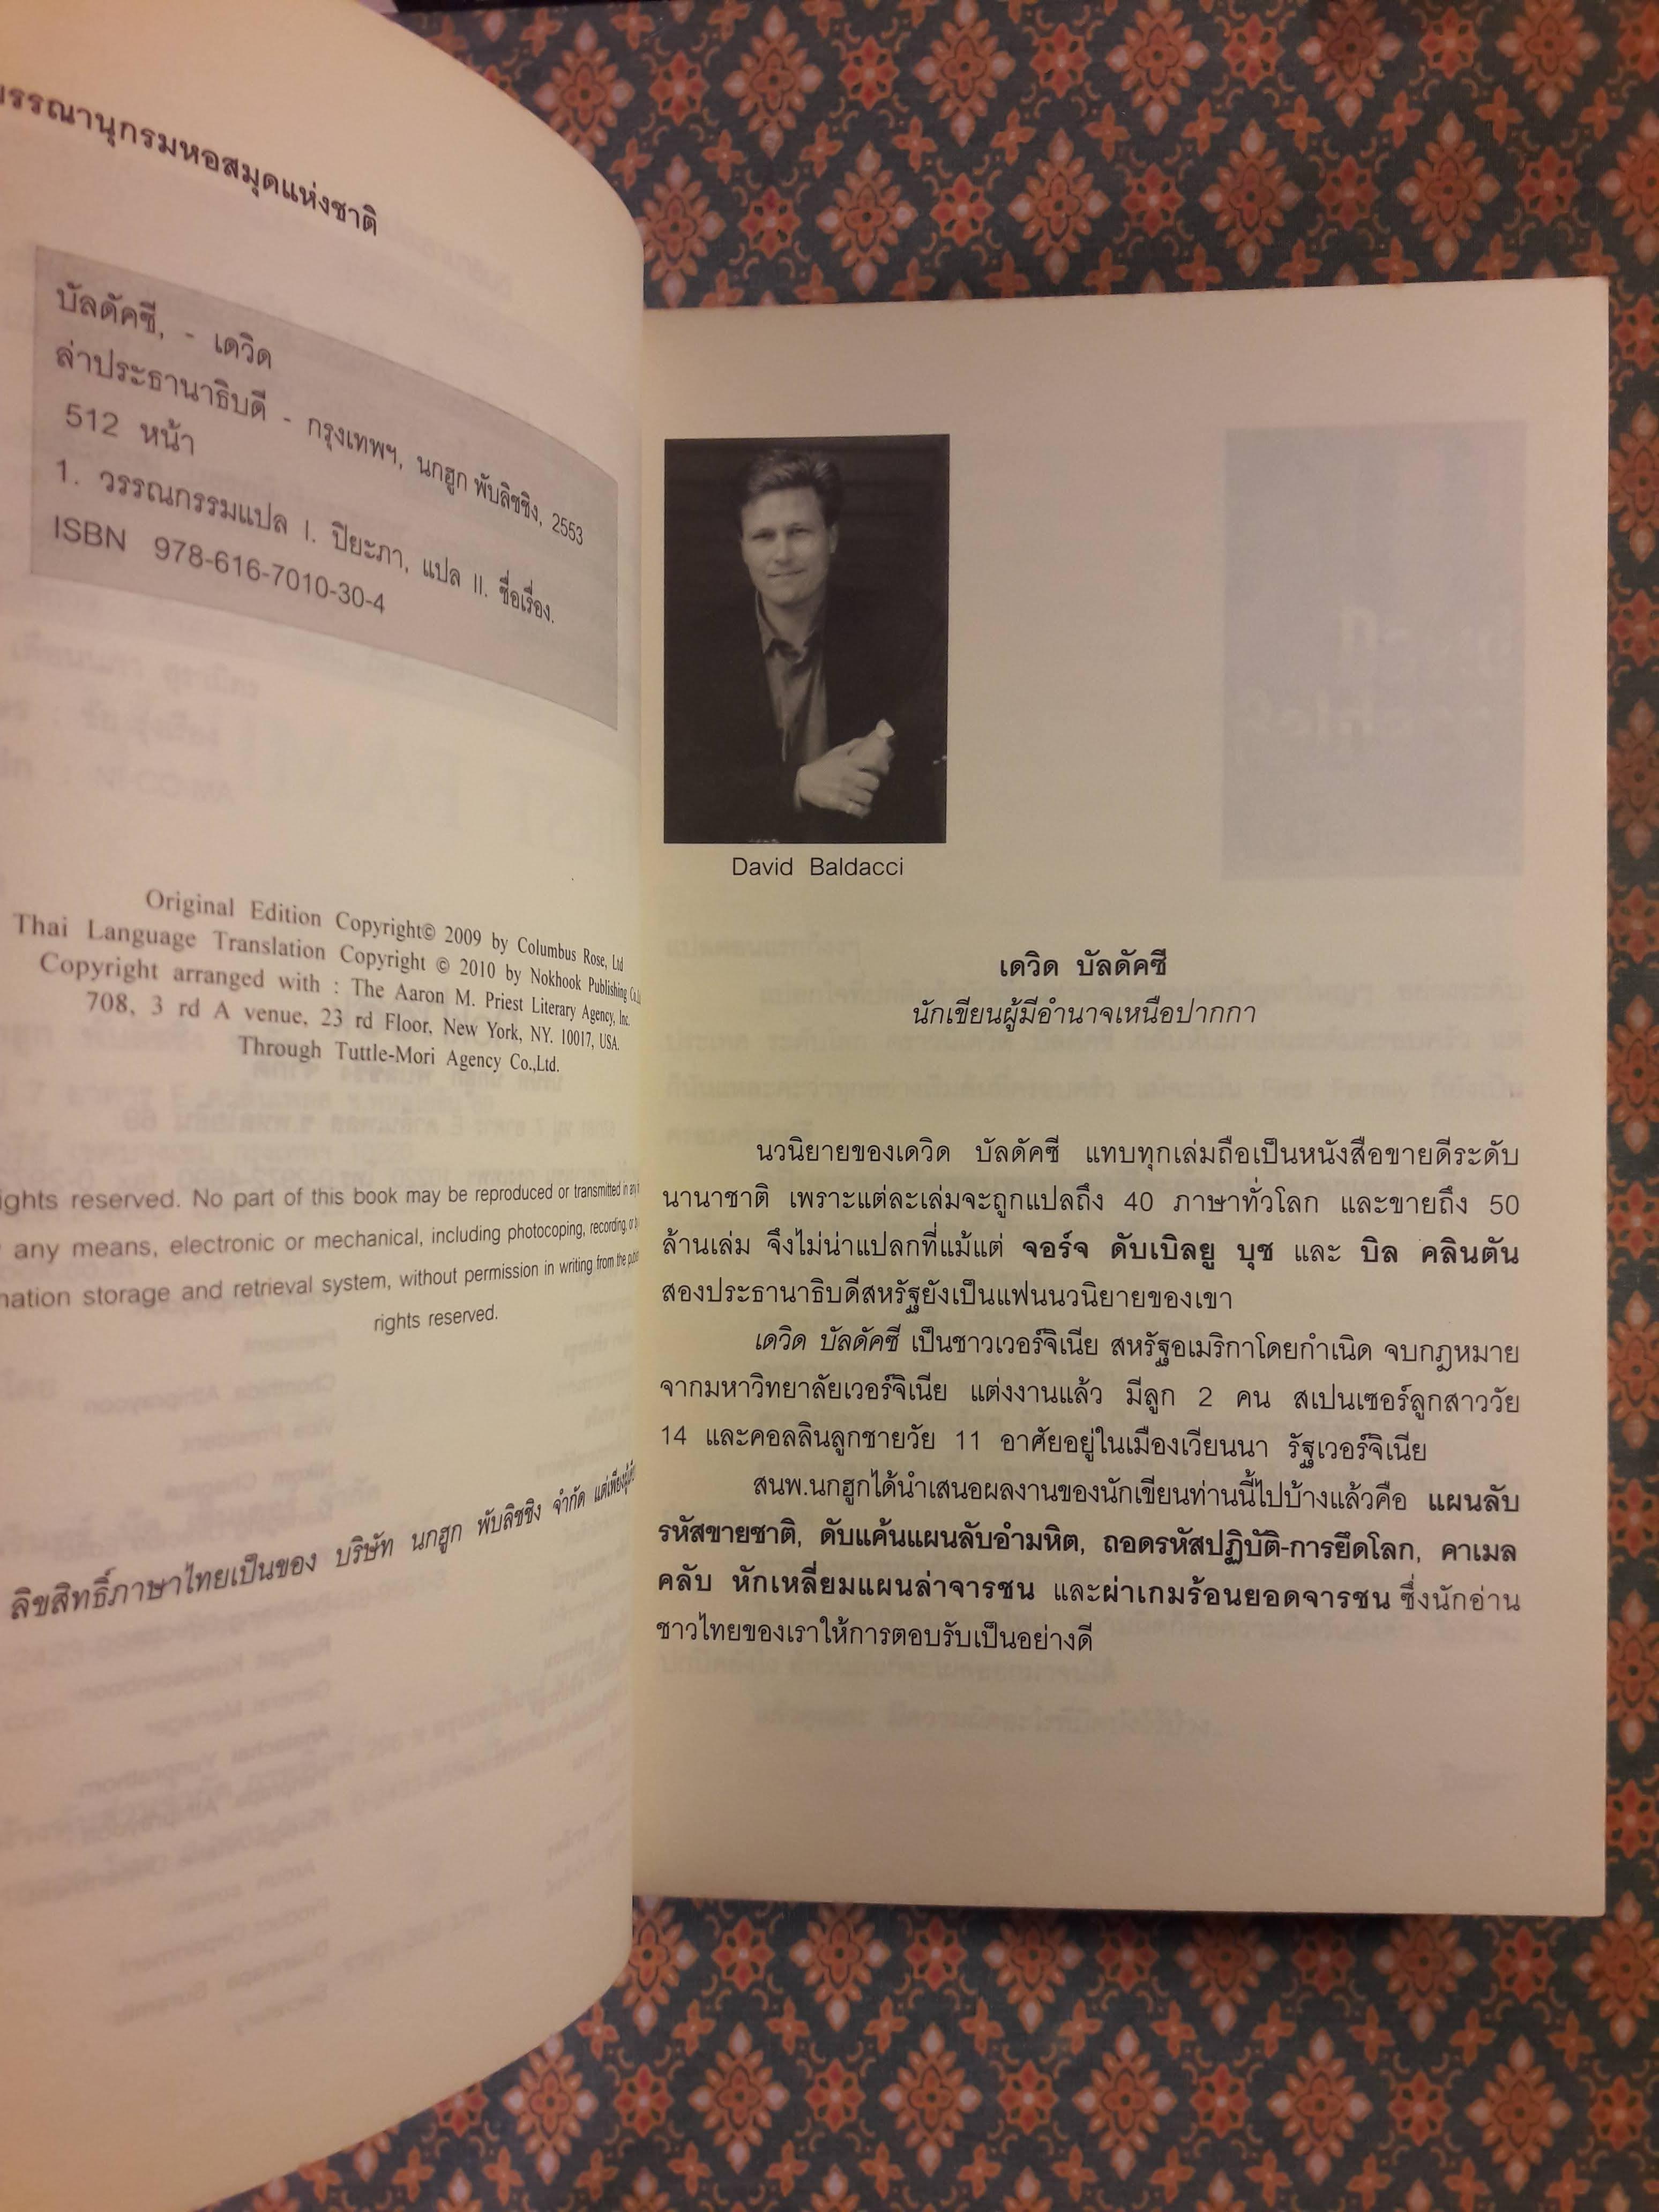 บรรณานุกรมหอสมุดแห่งชาติ
บัลดัคซี, - เดวิด
ล่าประธานาธิบดี - กรุงเทพฯ, นกฮูก พับลิชชิง, 2553
512 หน้า
1. วรรณกรรมแปล I. ปิยะภา, แปล II. ชื่อเรื่อง.
ISBN 978-616-7010-30-4
Original Edition Copyright© 2009 by Columbus Rose, Ltd
Thai Language Translation Copyright © 2010 by Nokhook Publishing
Copyright arranged with : The Aaron M. Priest Literary Agency, Inc.
708, 3 rd A venue, 23 rd Floor, New York, NY. 10017, USA.
Through Tuttle-Mori Agency Co.,Ltd.
rights reserved. No part of this book may be reproduced or transmitted in any
any means, electronic or mechanical, including photocoping, recording, or
mation storage and retrieval system, without permission in writing from the
rights reserved.
ลิขสิทธิ์ภาษาไทยเป็นของ บริษัท นกฮูก พับลิชชิง จำกัด
David Baldacci
เดวิด บัลดัคซี
นักเขียนผู้มีอำนาจเหนือปากกา
นวนิยายของเดวิด บัลดัคซี แทบทุกเล่มถือเป็นหนังสือขายดีระดับ
นานาชาติ เพราะแต่ละเล่มจะถูกแปลถึง 40 ภาษาทั่วโลก และขายถึง 50
ล้านเล่ม จึงไม่น่าแปลกที่แม้แต่ จอร์จ ดับเบิลยู บุช และ บิล คลินตัน
สองประธานาธิบดีสหรัฐยังเป็นแฟนนวนิยายของเขา
เดวิด บัลดัคซี เป็นชาวเวอร์จิเนีย สหรัฐอเมริกาโดยกำเนิด จบกฎหมาย
จากมหาวิทยาลัยเวอร์จิเนีย แต่งงานแล้ว มีลูก 2 คน สเปนเซอร์ลูกสาววัย
14 และคอลลินลูกชายวัย 11 อาศัยอยู่ในเมืองเวียนนา รัฐเวอร์จิเนีย
สนพ.นกฮูกได้นำเสนอผลงานของนักเขียนท่านนี้ไปบ้างแล้วคือ แผนลับ
รหัสขายชาติ, ดับแค้นแผนลับอำมหิต, ถอดรหัสปฏิบัติ-การยึดโลก, คาเมล
คลับ หักเหลี่ยมแผนล่าจารชน และผ่าเกมร้อนยอดจารชน ซึ่งนักอ่าน
ชาวไทยของเราให้การตอบรับเป็นอย่างดี